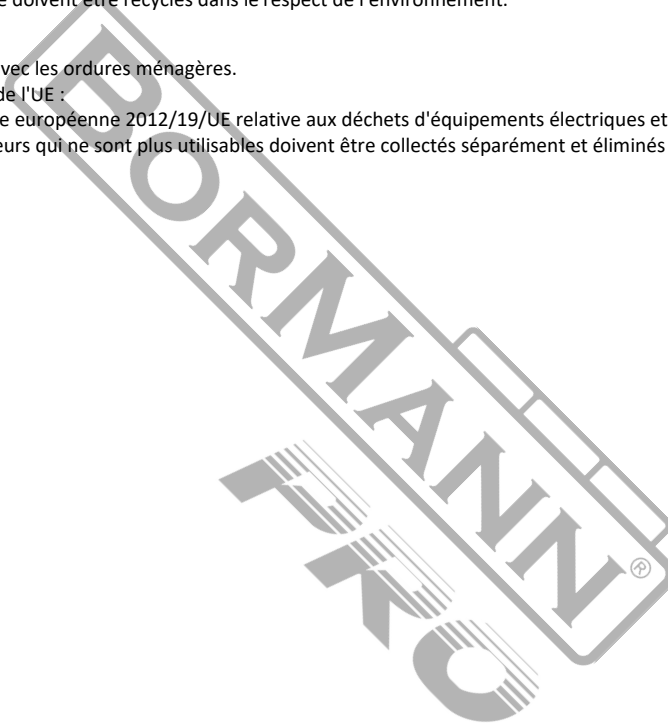 e doivent être recyclés dans le respect de l'environnement.
vec les ordures ménagères.
de l'UE :
e européenne 2012/19/UE relative aux déchets d'équipements électriques et
eurs qui ne sont plus utilisables doivent être collectés séparément et éliminés
BORMANN®
PRO